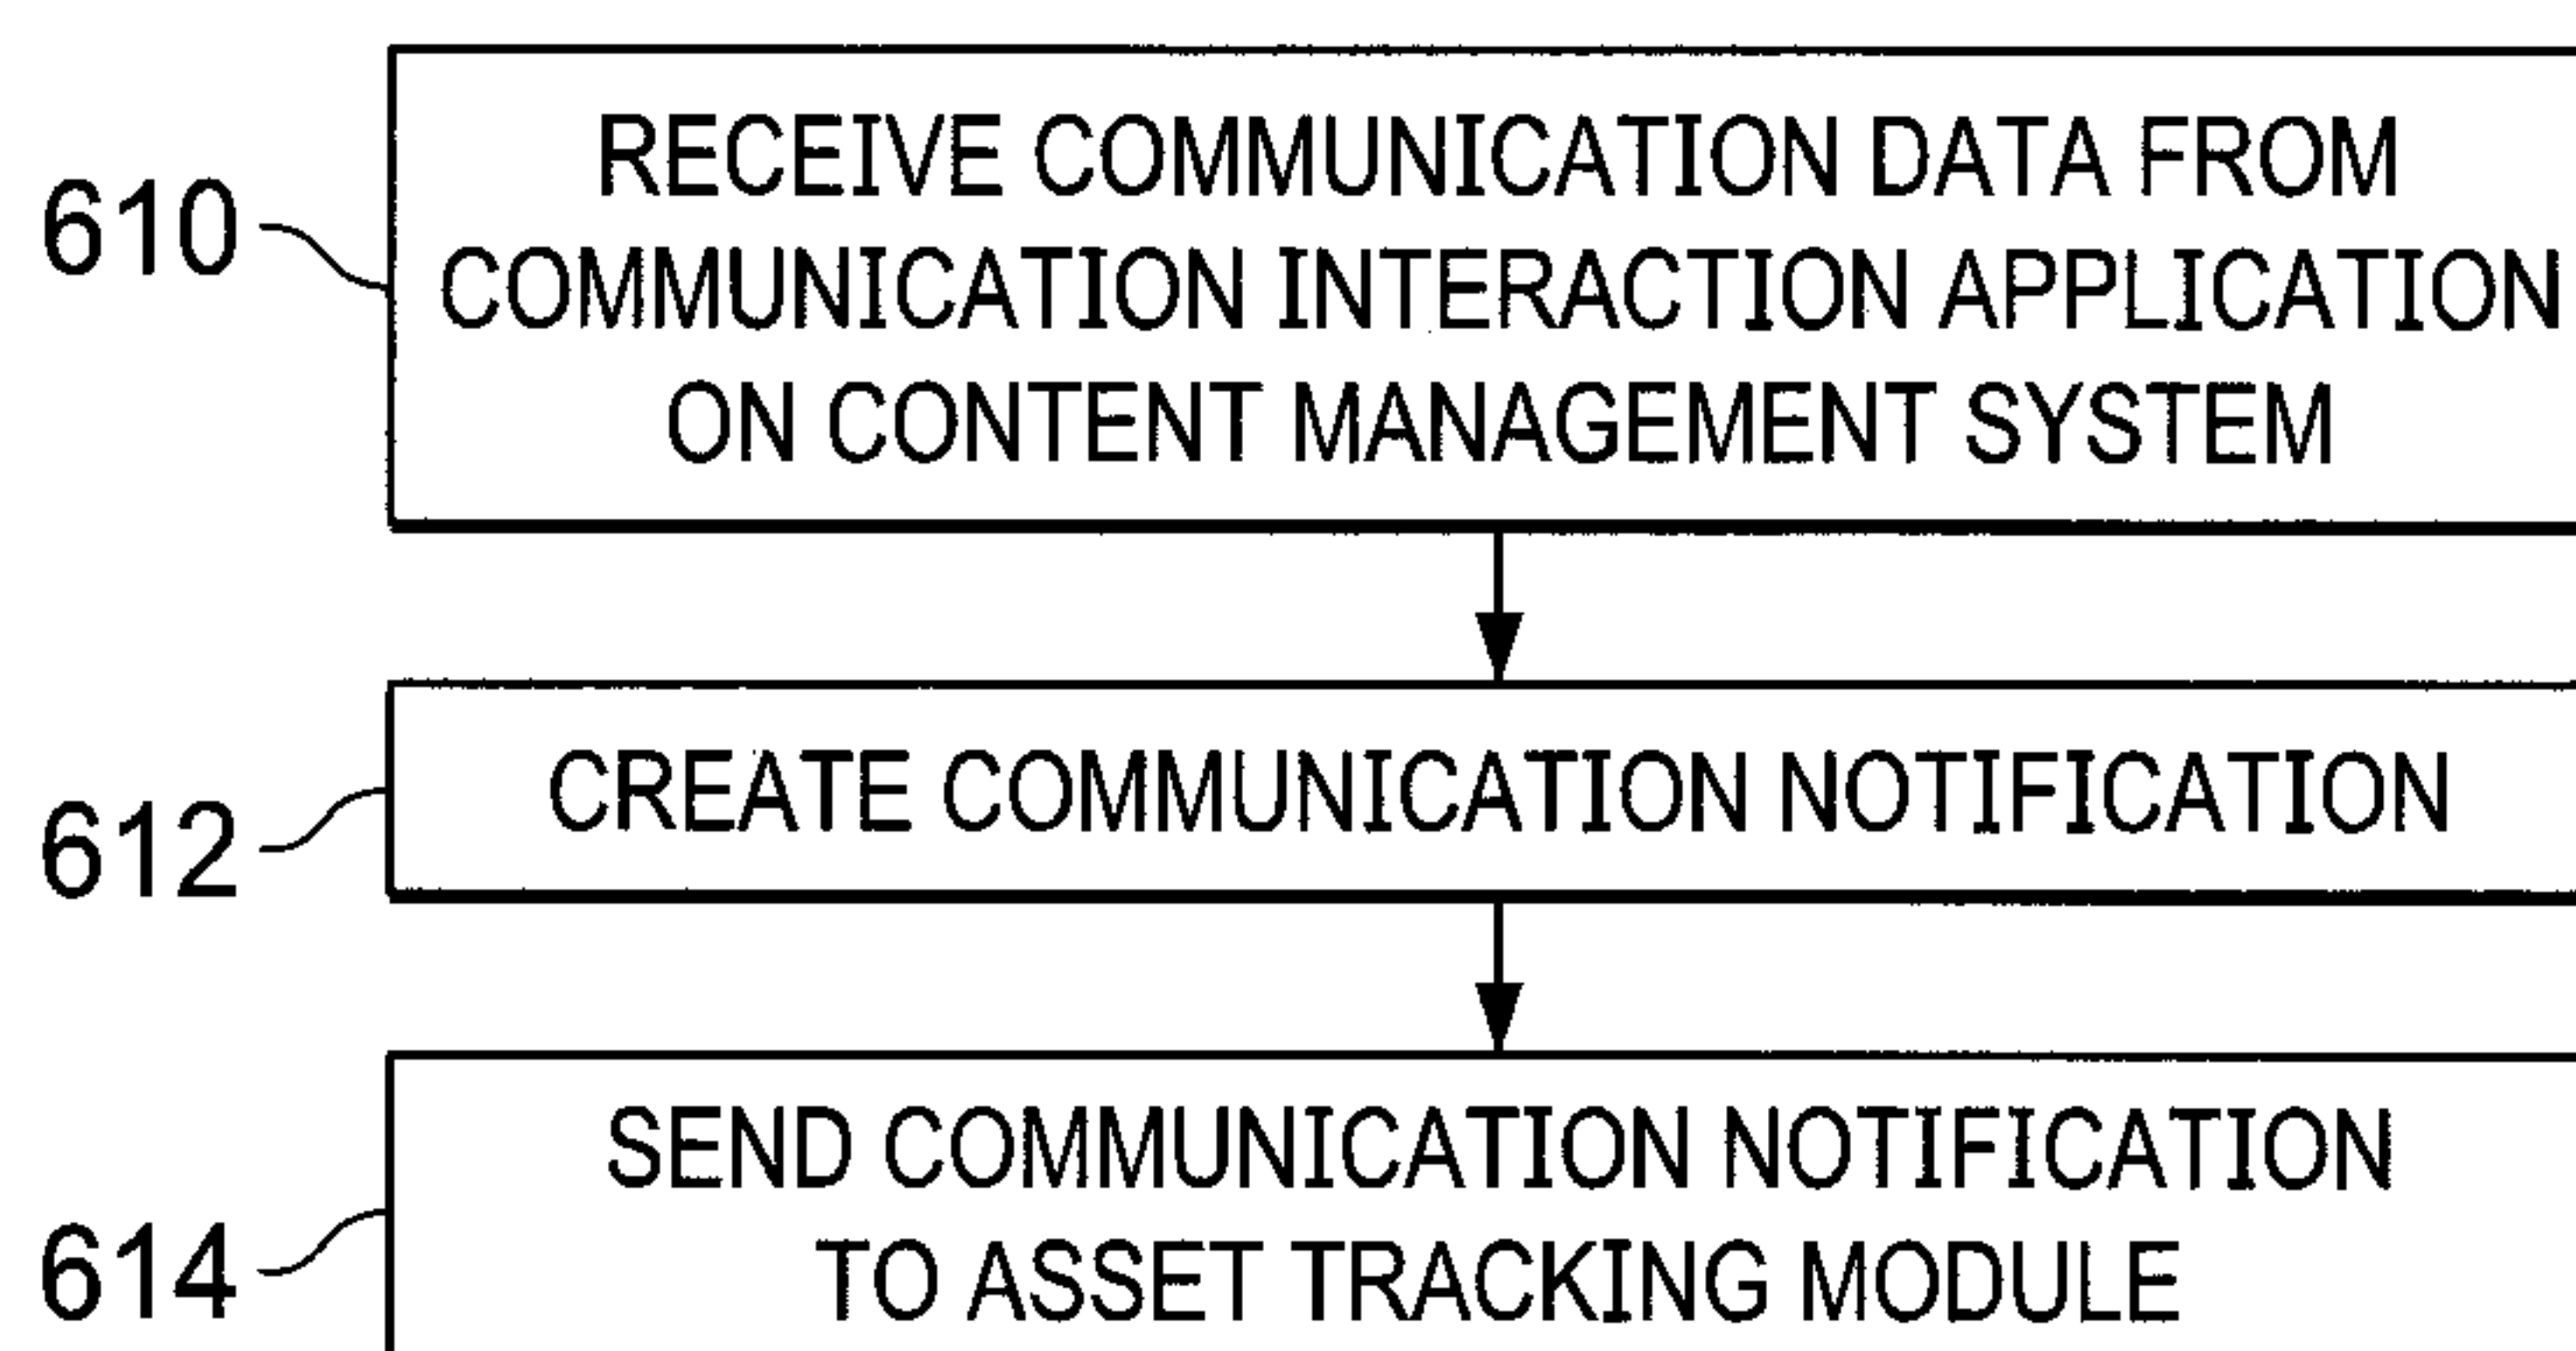 610
RECEIVE COMMUNICATION DATA FROM
COMMUNICATION INTERACTION APPLICATION
ON CONTENT MANAGEMENT SYSTEM
612
CREATE COMMUNICATION NOTIFICATION
614
SEND COMMUNICATION NOTIFICATION
TO ASSET TRACKING MODULE